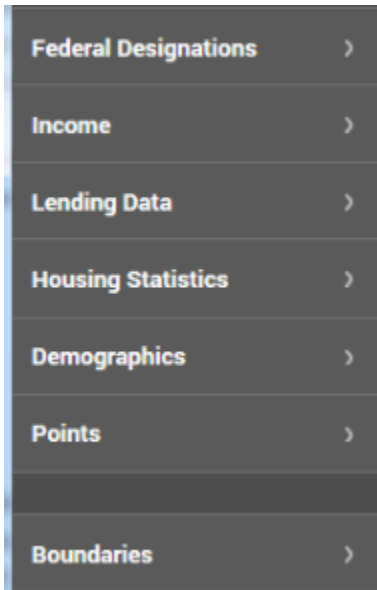 Federal Designations
Income
Lending Data
Housing Statistics
Demographics
Points
Boundaries